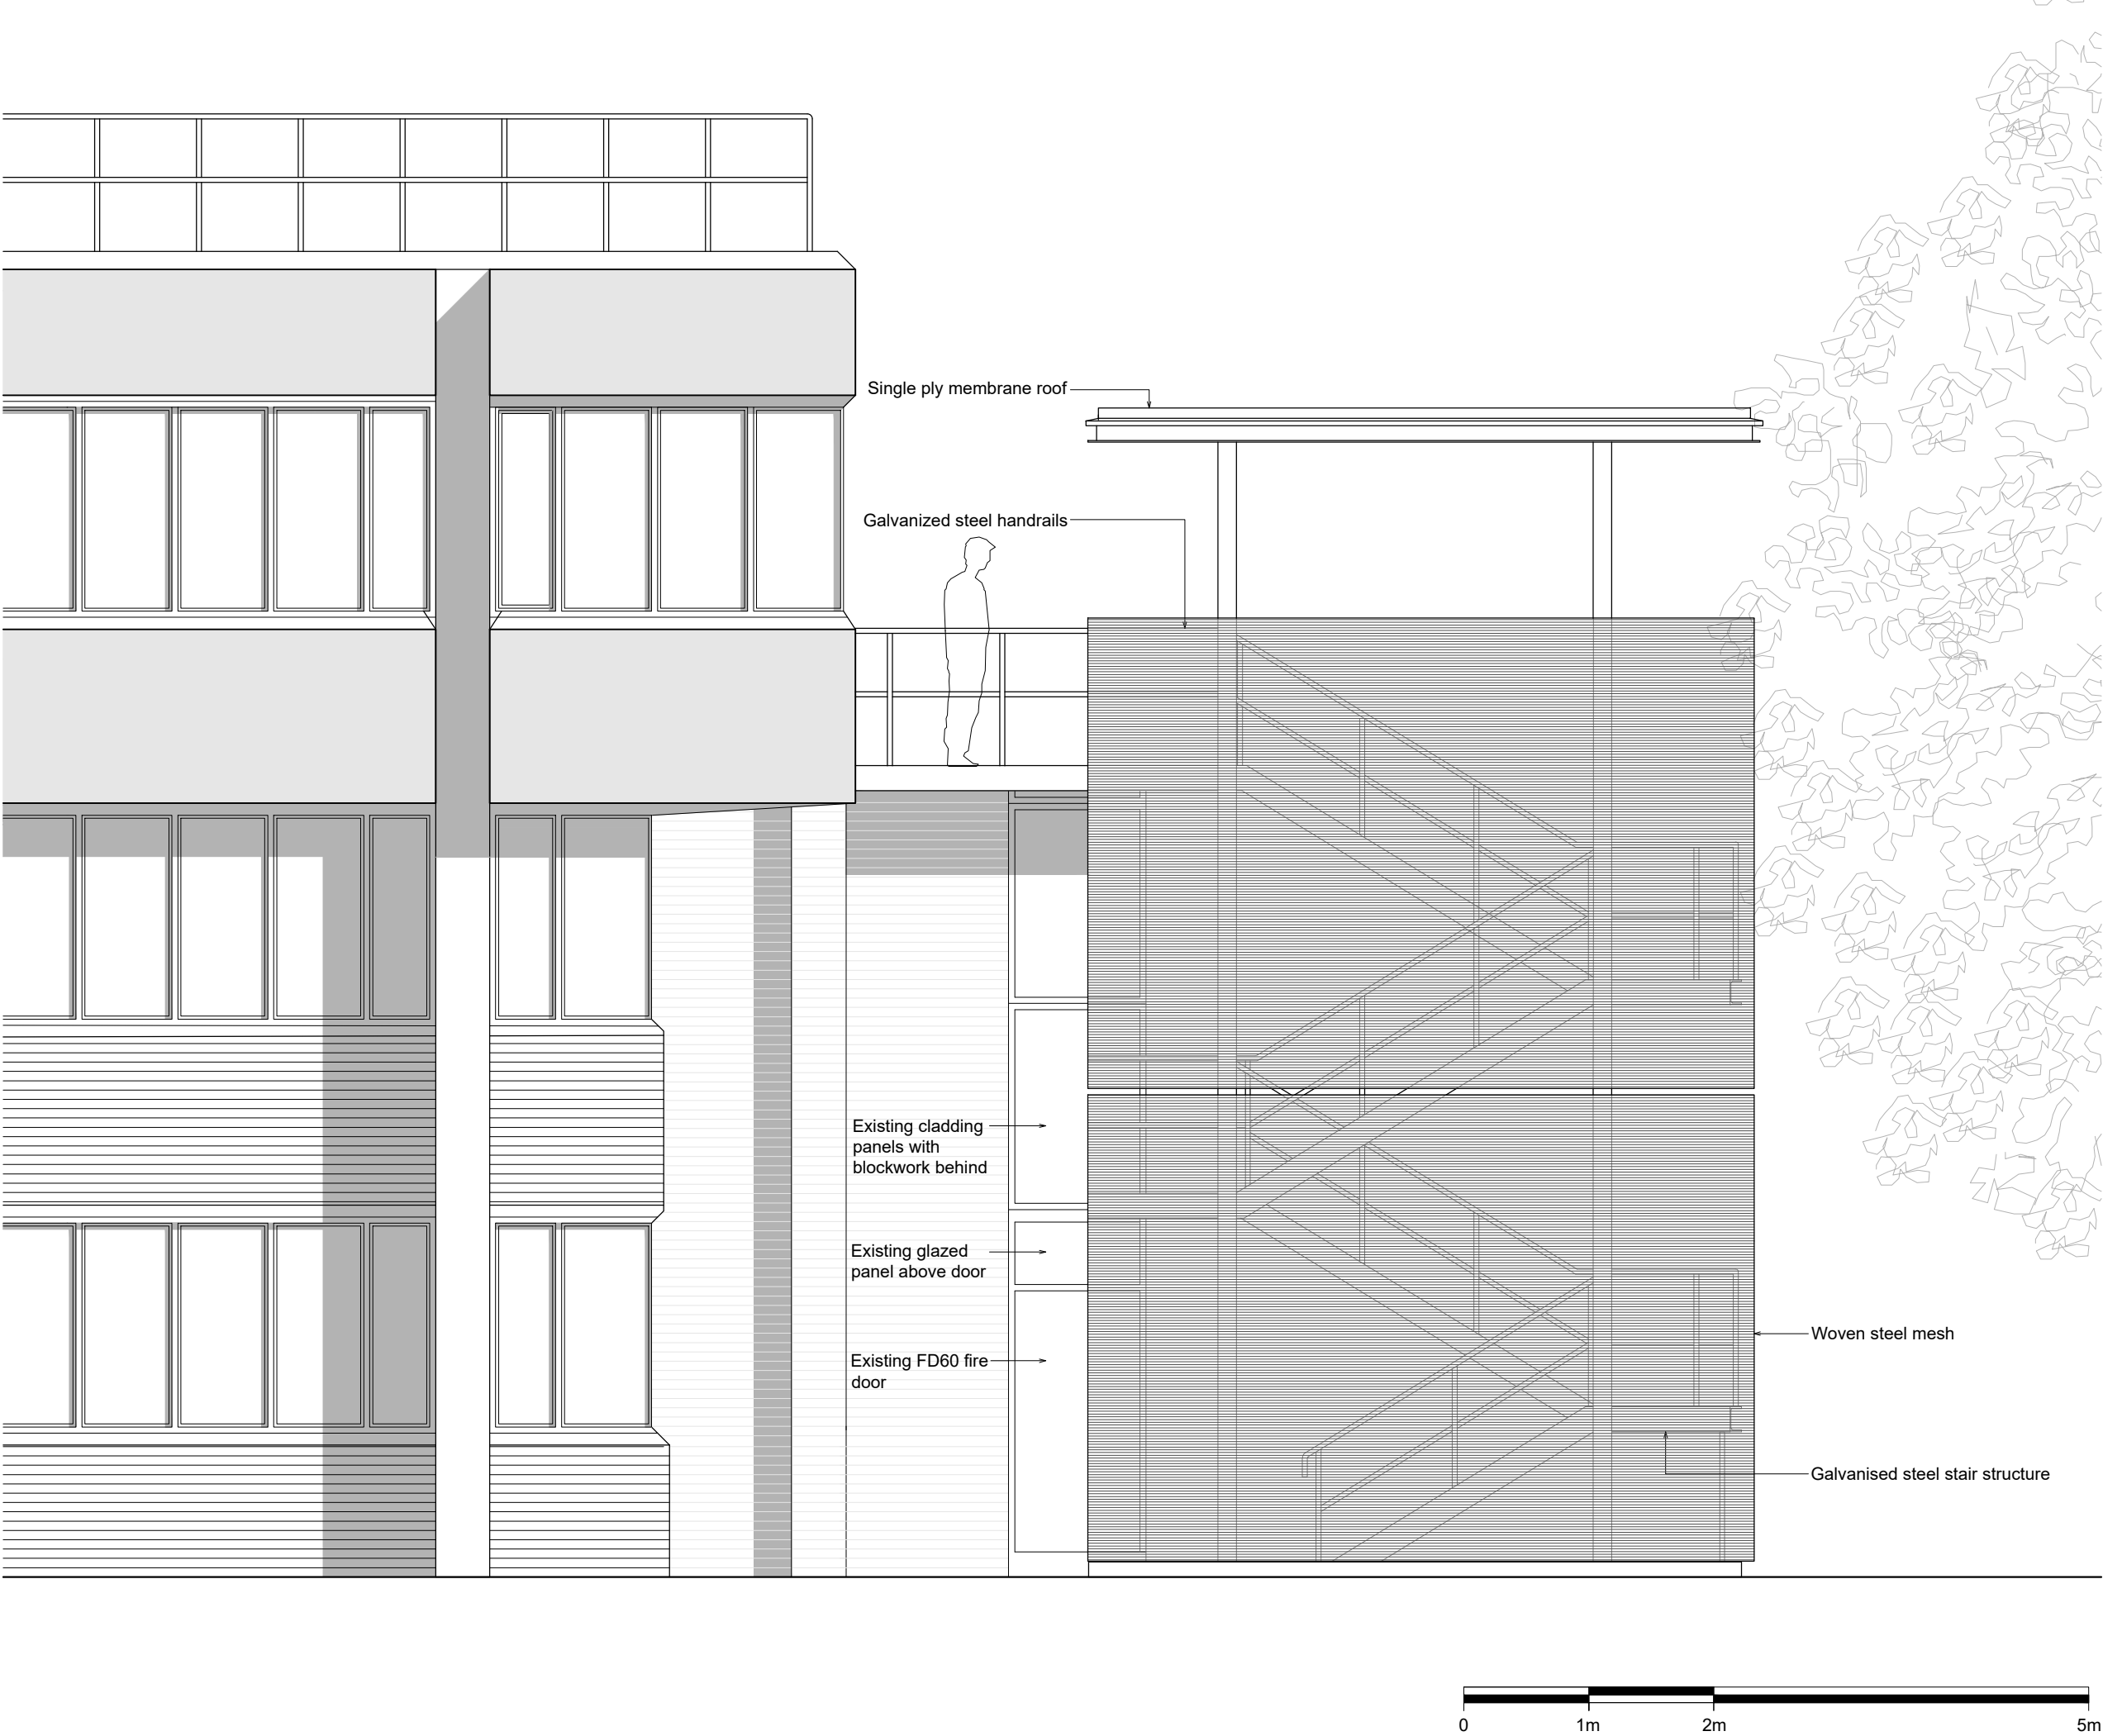 Single ply membrane roof
Galvanized steel handrails
Existing cladding
panels with
blockwork behind
Existing glazed
panel above door
Existing FD60 fire
door
Woven steel mesh
Galvanised steel stair structure
0 1m 2m 5m